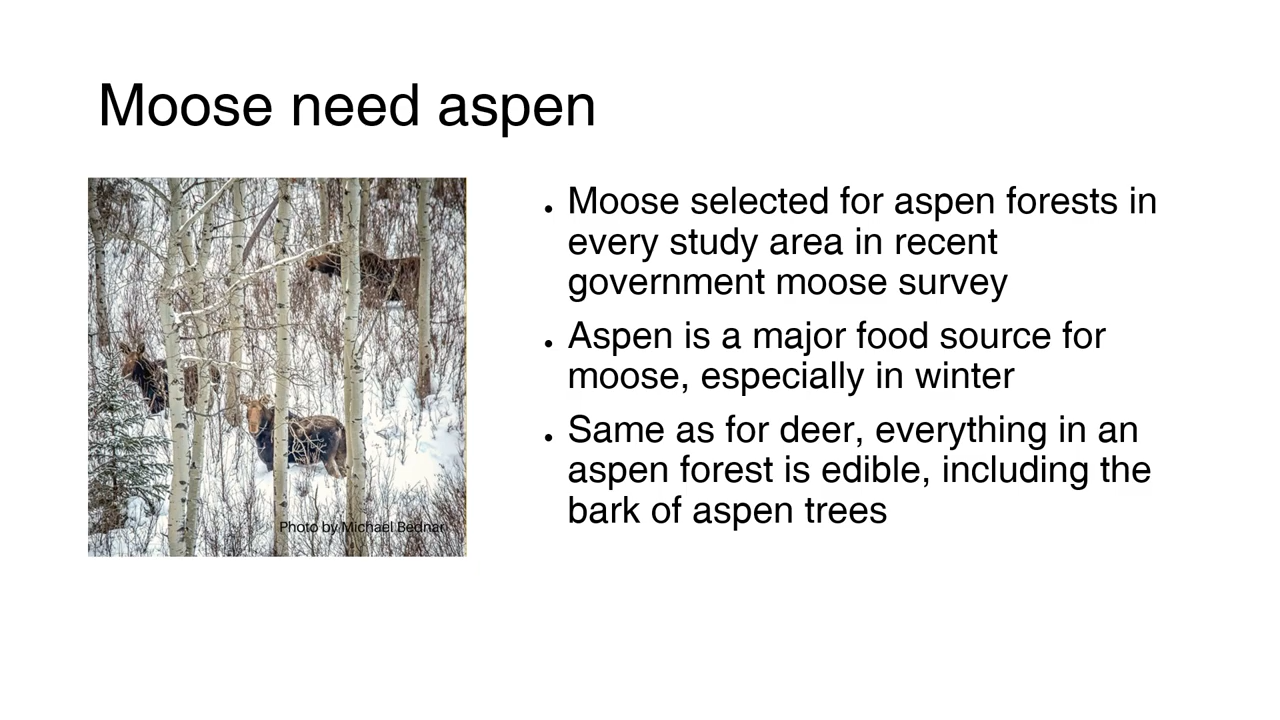 Moose need aspen
Photo by Michael Bednar
• Moose selected for aspen forests in
every study area in recent
government moose survey
• Aspen is a major food source for
moose, especially in winter
• Same as for deer, everything in an
aspen forest is edible, including the
bark of aspen trees